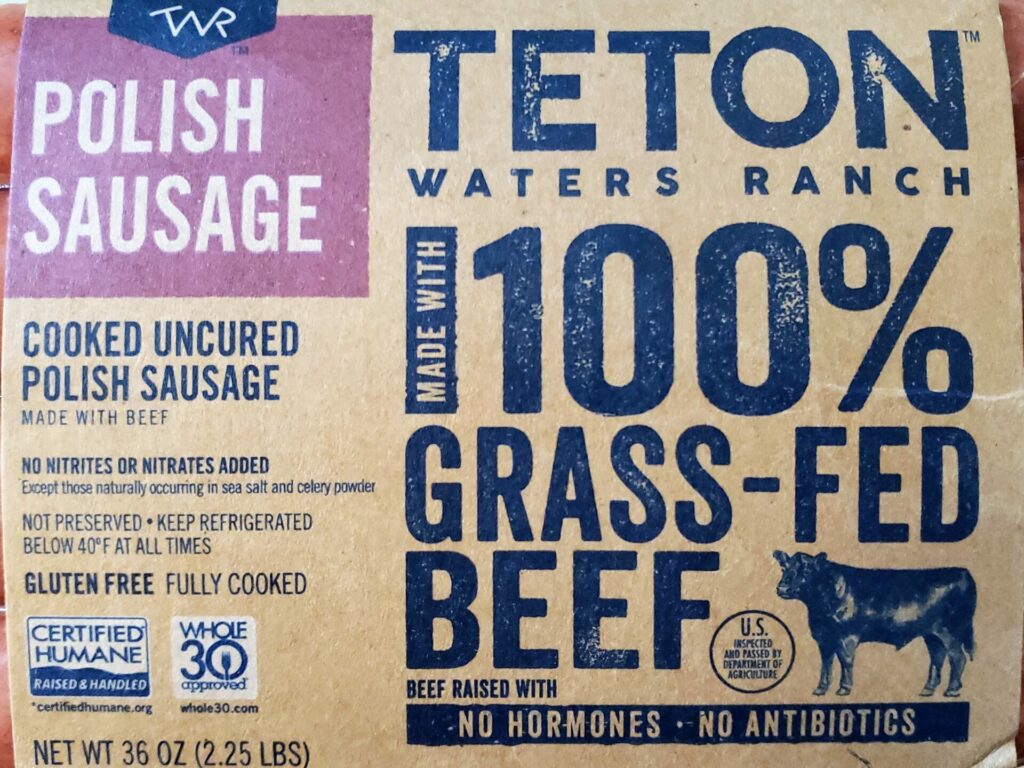 TWR
TM
POLISH
SAUSAGE
COOKED UNCURED
POLISH SAUSAGE
MADE WITH BEEF
NO NITRITES OR NITRATES ADDED
Except those naturally occurring in sea salt and celery powder
NOT PRESERVED • KEEP REFRIGERATED
BELOW 40°F AT ALL TIMES
GLUTEN FREE FULLY COOKED
CERTIFIED
HUMANE
RAISED & HANDLED
*certifiedhumane.org
WHOLE
30
approved
whole30.com
NET WT 36 OZ (2.25 LBS)
TETON™
WATERS RANCH
MADE WITH
100%
GRASS-FED
BEEF
U.S.
INSPECTED
AND PASSED BY
DEPARTMENT OF
AGRICULTURE
BEEF RAISED WITH
NO HORMONES • NO ANTIBIOTICS